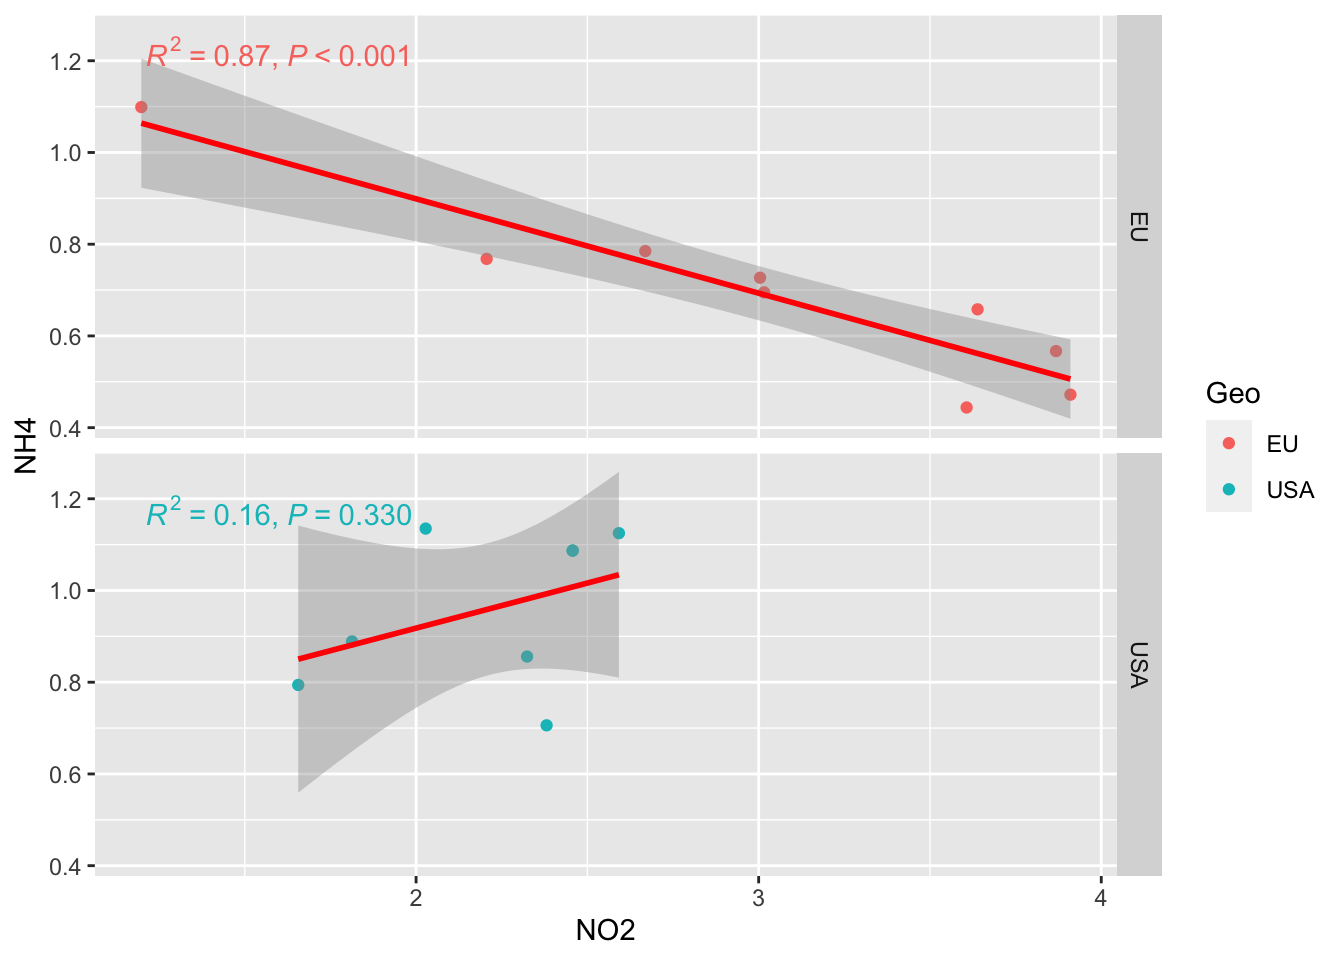 R2 = 0.87, P < 0.001
1.2
1.0
0.8
0.6
0.4
EU
R2 = 0.16, P = 0.330
1.2
1.0
0.8
0.6
0.4
USA
NH4
2 3 4
NO2
Geo
EU
USA